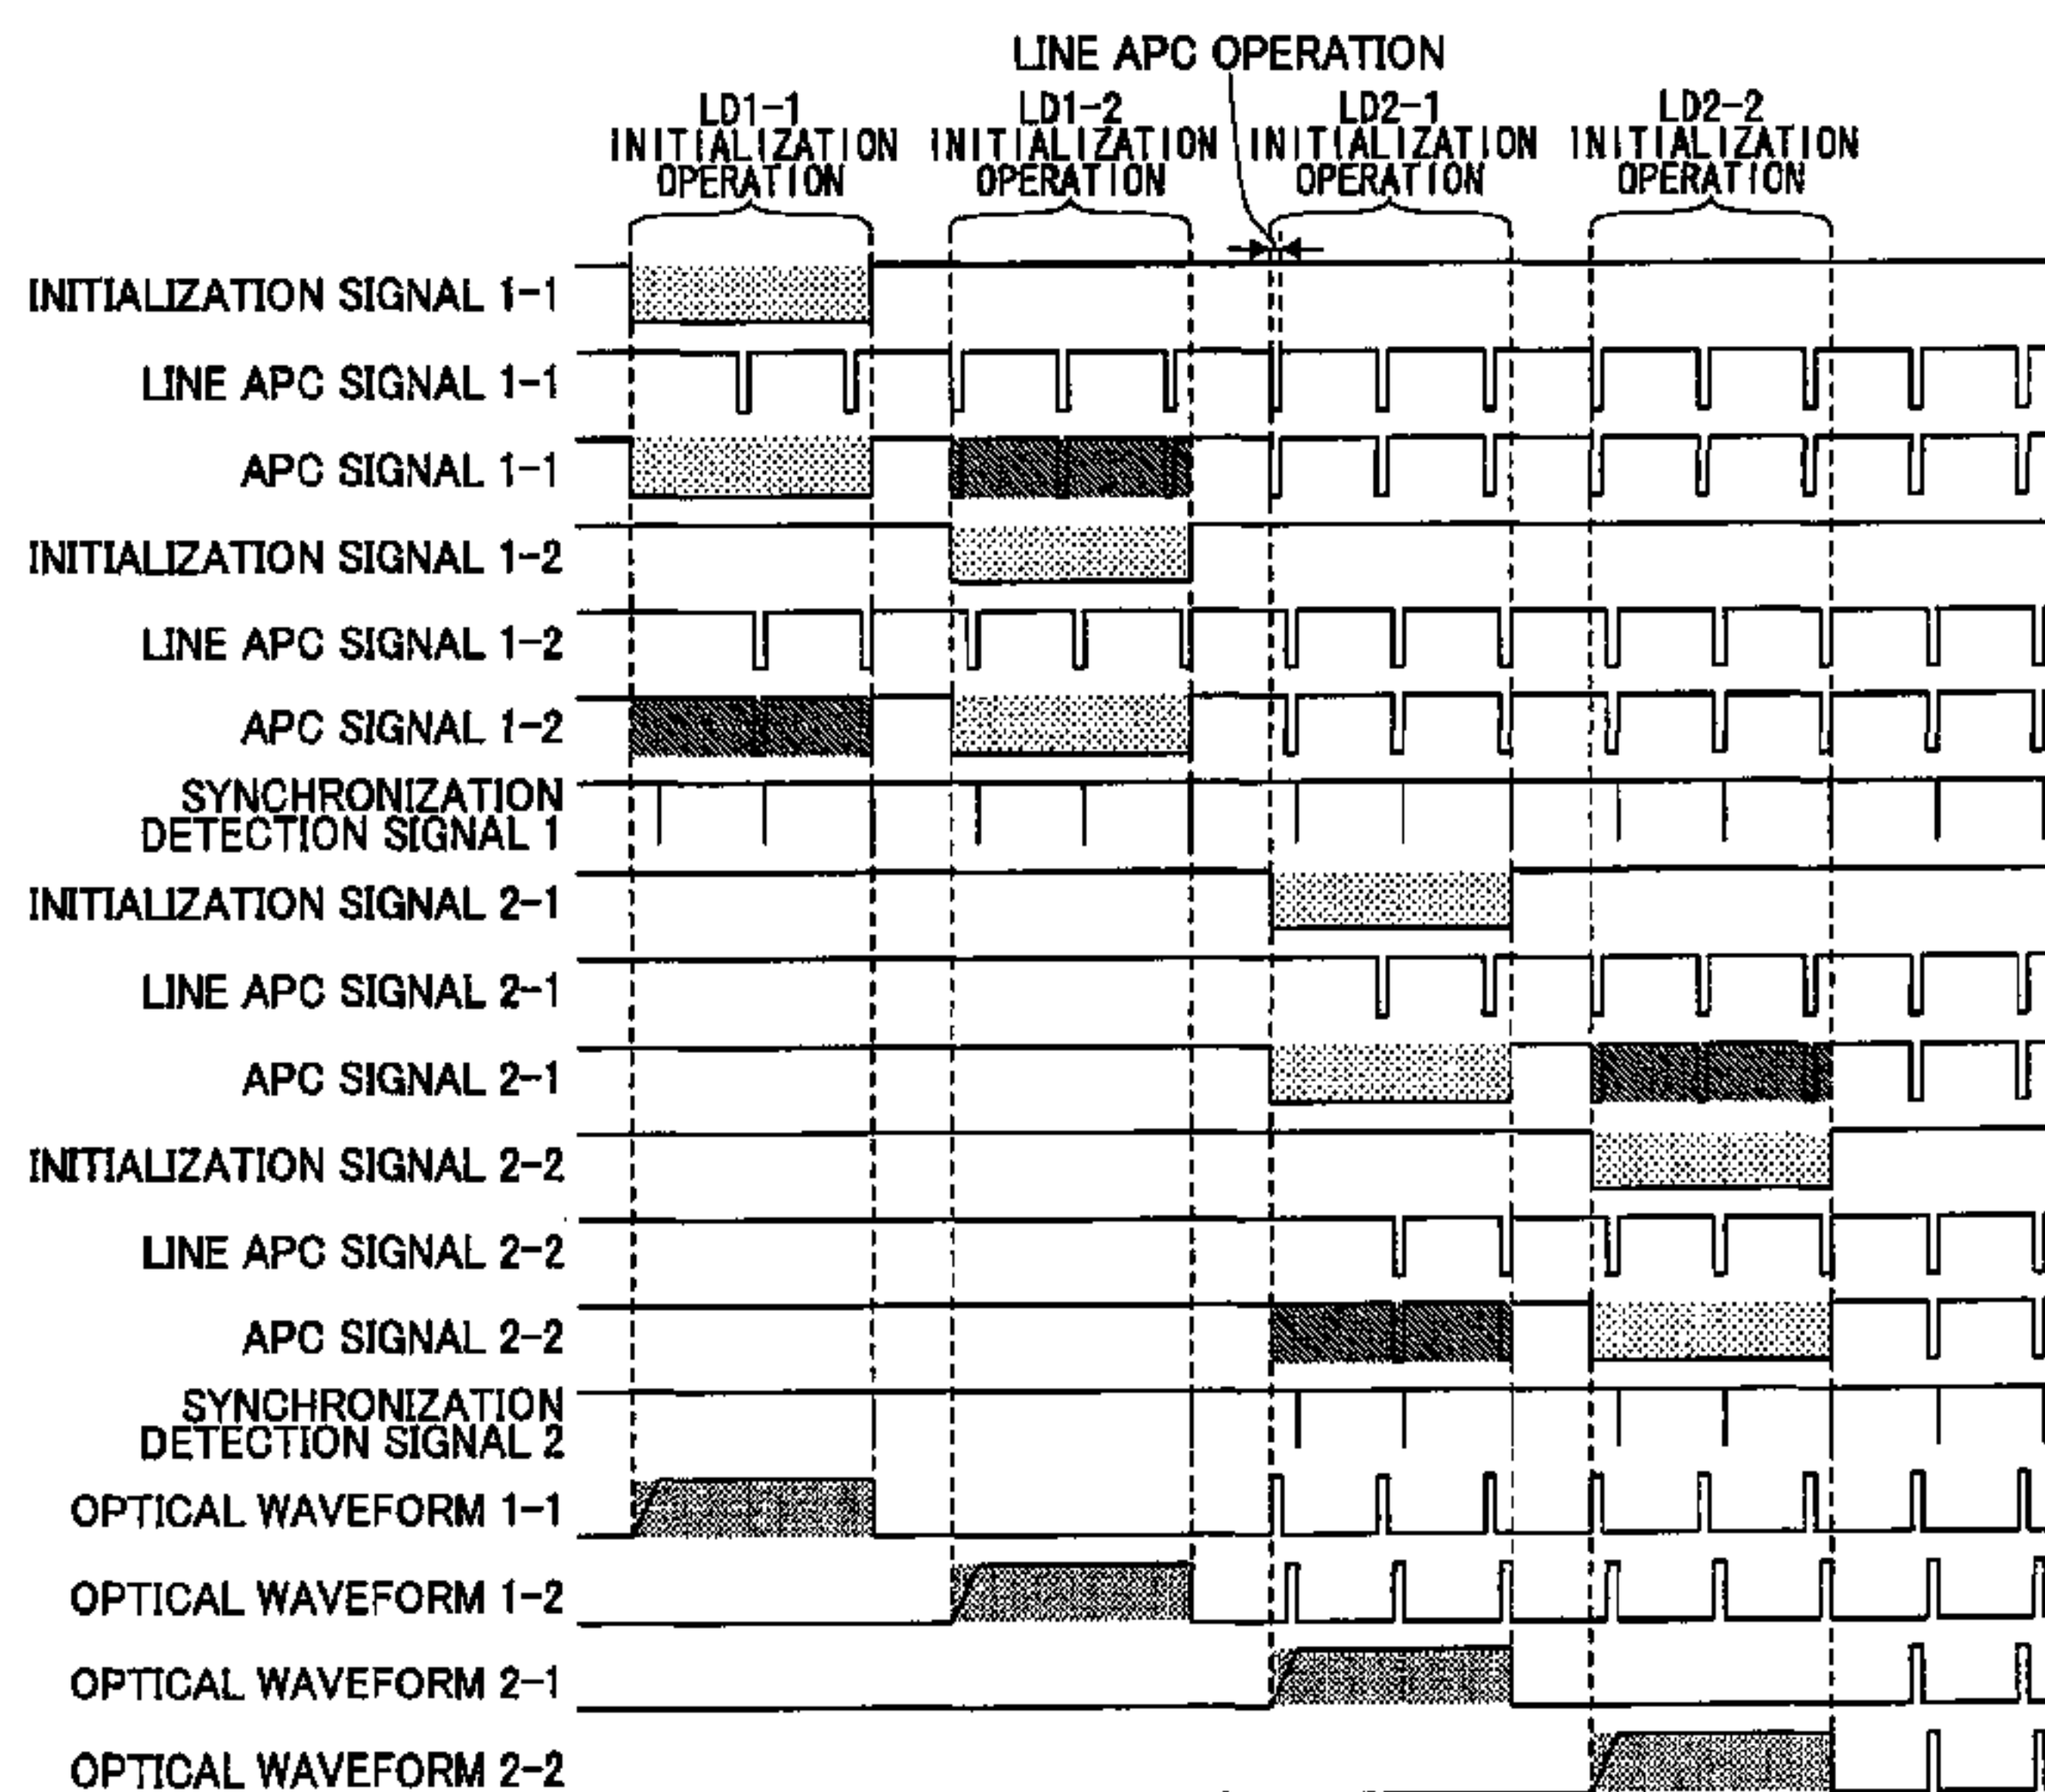 LINE APC OPERATION
LD1-1
INITIALIZATION
OPERATION
LD1-2
INITIALIZATION
OPERATION
LD2-1
INITIALIZATION
OPERATION
LD2-2
INITIALIZATION
OPERATION
INITIALIZATION SIGNAL 1-1
LINE APC SIGNAL 1-1
APC SIGNAL 1-1
INITIALIZATION SIGNAL 1-2
LINE APC SIGNAL 1-2
APC SIGNAL 1-2
SYNCHRONIZATION
DETECTION SIGNAL 1
INITIALIZATION SIGNAL 2-1
LINE APC SIGNAL 2-1
APC SIGNAL 2-1
INITIALIZATION SIGNAL 2-2
LINE APC SIGNAL 2-2
APC SIGNAL 2-2
SYNCHRONIZATION
DETECTION SIGNAL 2
OPTICAL WAVEFORM 1-1
OPTICAL WAVEFORM 1-2
OPTICAL WAVEFORM 2-1
OPTICAL WAVEFORM 2-2